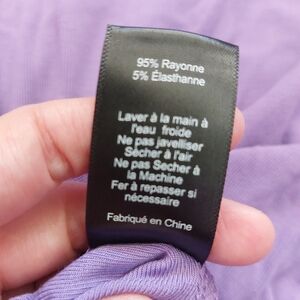 95% Rayonne
5% Élasthanne
Laver à la main à
l'eau froide
Ne pas javelliser
Sécher à l'air
Ne pas Sécher à
la Machine
Fer à repasser si
nécessaire
Fabriqué en Chine